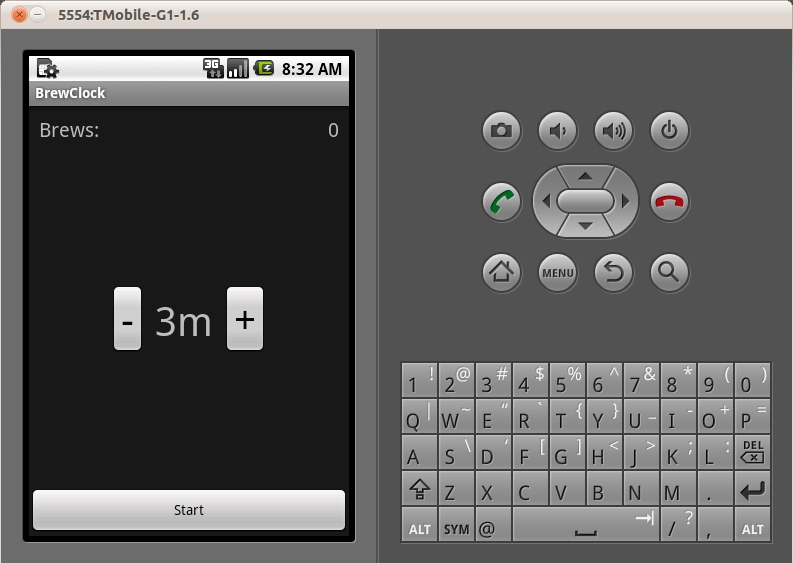 5554:TMobile-G1-1.6
3G 8:32 AM
BrewClock
Brews: 0
- 3m +
Start
MENU
1 ! 2 @ 3 # 4 $ 5 % 6 ^ 7 & 8 * 9 ( 0 )
Q | W ~ E “ R ` T { Y } U _ I - O + P =
A S \ D ‘ F [ G ] H < J > K ; L : DEL
Z X C V B N M .
ALT SYM @ / ? , ALT